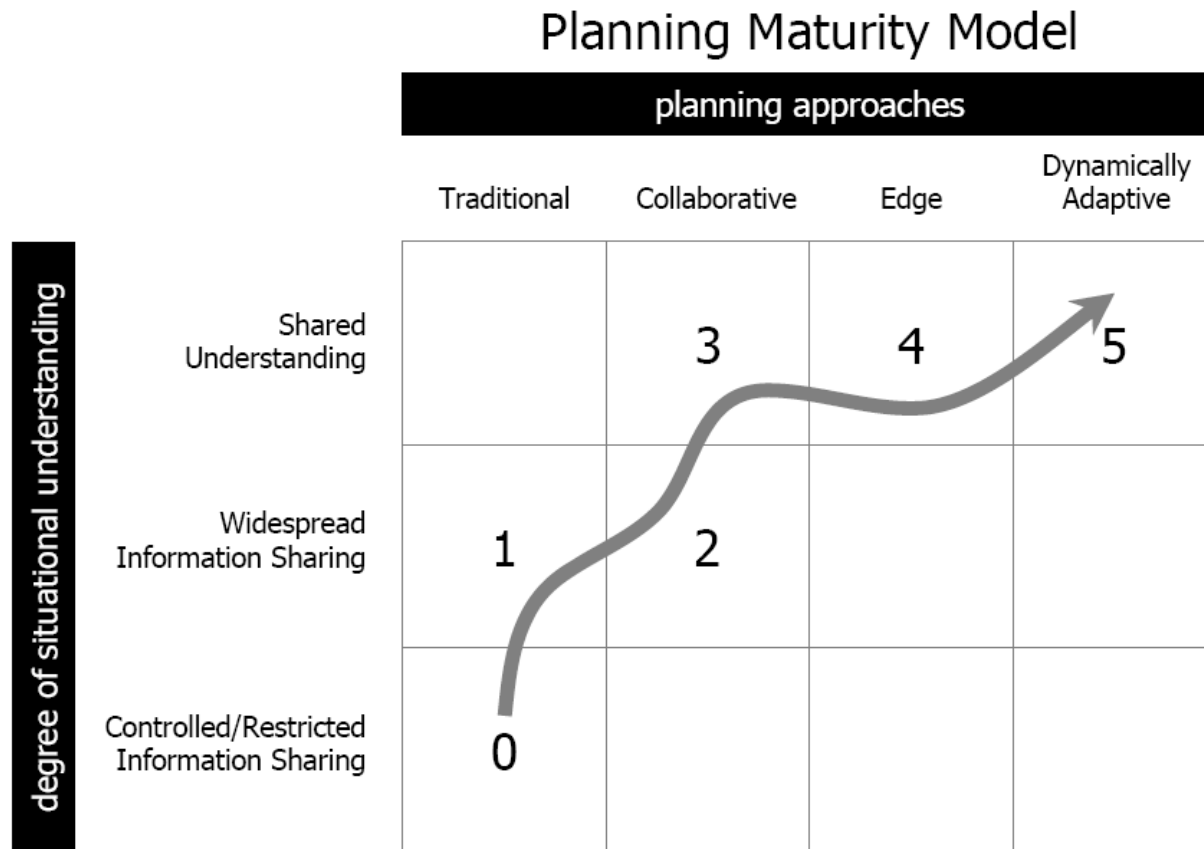 Planning Maturity Model
planning approaches
Traditional
Collaborative
Edge
Dynamically
Adaptive
degree of situational understanding
Shared
Understanding
3
4
5
Widespread
Information Sharing
1
2
Controlled/Restricted
Information Sharing
0